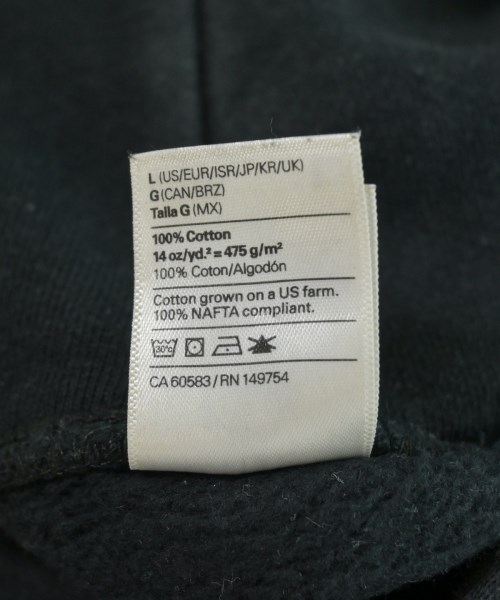 L (US/EUR/ISR/JP/KR/UK)
G (CAN/BRZ)
Talla G (MX)
100% Cotton
14 oz/yd.² = 475 g/m²
100% Coton/Algodón
Cotton grown on a US farm.
100% NAFTA compliant.
30°C
CA 60583 / RN 149754